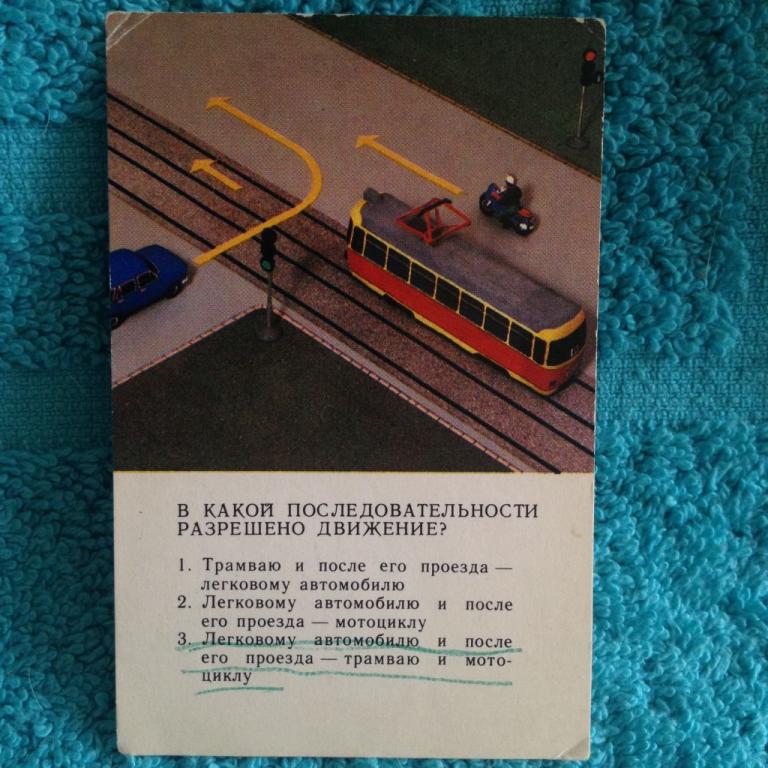 В КАКОЙ ПОСЛЕДОВАТЕЛЬНОСТИ
РАЗРЕШЕНО ДВИЖЕНИЕ?
1. Трамваю и после его проезда —
легковому автомобилю
2. Легковому автомобилю и после
его проезда — мотоциклу
3. Легковому автомобилю и после
его проезда — трамваю и мото-
циклу